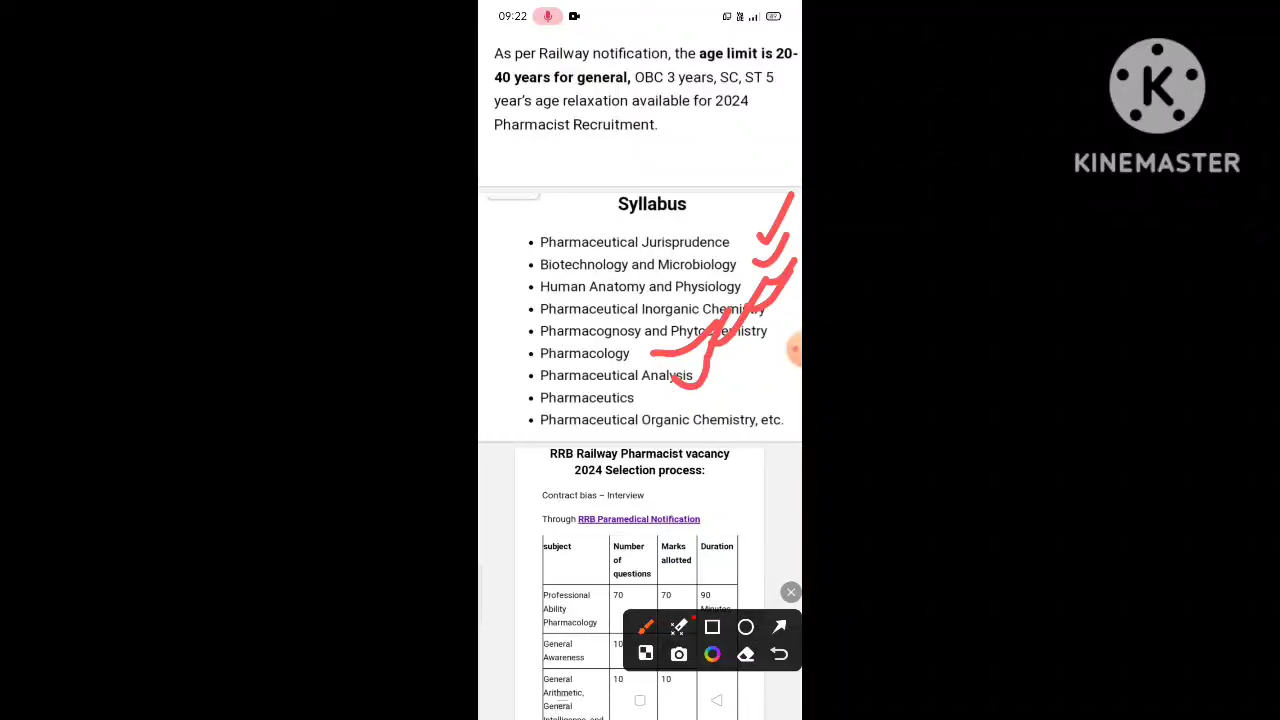 09:22
As per Railway notification, the age limit is 20-
40 years for general, OBC 3 years, SC, ST 5
year's age relaxation available for 2024
Pharmacist Recruitment.
K
KINEMASTER
Syllabus
• Pharmaceutical Jurisprudence
• Biotechnology and Microbiology
• Human Anatomy and Physiology
• Pharmaceutical Inorganic Chemistry
• Pharmacognosy and Phytochemistry
• Pharmacology
• Pharmaceutical Analysis
• Pharmaceutics
• Pharmaceutical Organic Chemistry, etc.
RRB Railway Pharmacist vacancy
2024 Selection process:
Contract bias – Interview
Through RRB Paramedical Notification
subject Number of questions Marks allotted Duration
Professional Ability Pharmacology 70 70 90 Minutes
General Awareness 10
General Arithmetic, General 10 10